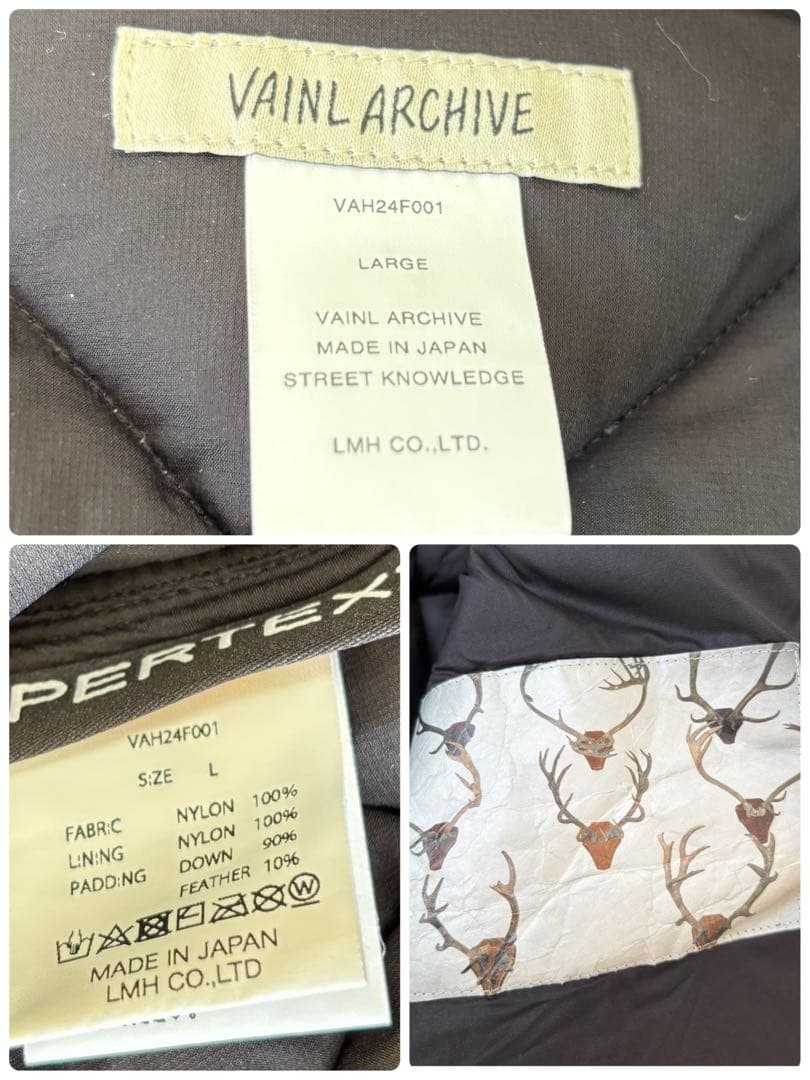 VAINL ARCHIVE
VAH24F001
LARGE
VAINL ARCHIVE
MADE IN JAPAN
STREET KNOWLEDGE
LMH CO.,LTD.
PERTEX
VAH24F001
SIZE L
FABRIC NYLON 100%
LINING NYLON 100%
PADDING DOWN 90%
FEATHER 10%
W
MADE IN JAPAN
LMH CO.,LTD